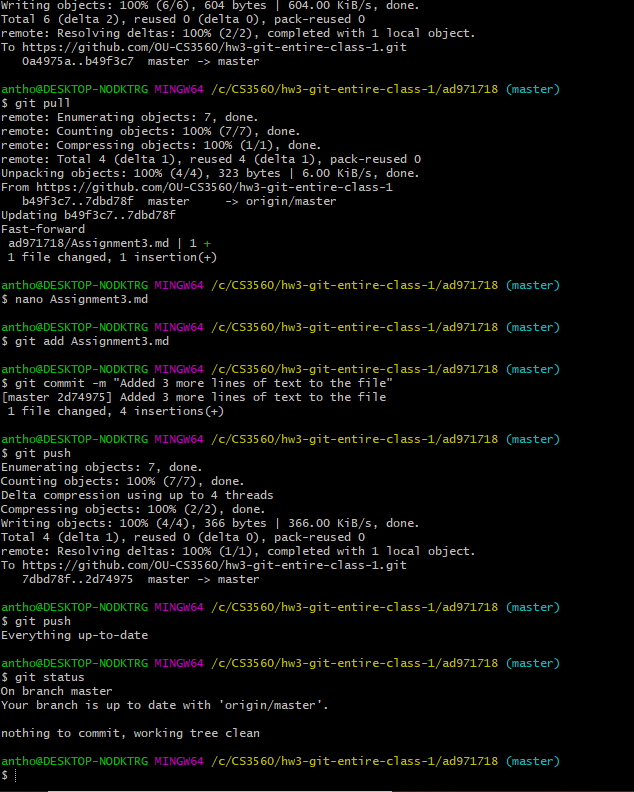 Writing objects: 100% (6/6), 604 bytes | 604.00 KiB/s, done.
Total 6 (delta 2), reused 0 (delta 0), pack-reused 0
remote: Resolving deltas: 100% (2/2), completed with 1 local object.
To https://github.com/OU-CS3560/hw3-git-entire-class-1.git
   0a4975a..b49f3c7  master -> master

antho@DESKTOP-NODKTRG MINGW64 /c/CS3560/hw3-git-entire-class-1/ad971718 (master)
$ git pull
remote: Enumerating objects: 7, done.
remote: Counting objects: 100% (7/7), done.
remote: Compressing objects: 100% (1/1), done.
remote: Total 4 (delta 1), reused 4 (delta 1), pack-reused 0
Unpacking objects: 100% (4/4), 323 bytes | 6.00 KiB/s, done.
From https://github.com/OU-CS3560/hw3-git-entire-class-1
   b49f3c7..7dbd78f  master     -> origin/master
Updating b49f3c7..7dbd78f
Fast-forward
 ad971718/Assignment3.md | 1 +
 1 file changed, 1 insertion(+)

antho@DESKTOP-NODKTRG MINGW64 /c/CS3560/hw3-git-entire-class-1/ad971718 (master)
$ nano Assignment3.md

antho@DESKTOP-NODKTRG MINGW64 /c/CS3560/hw3-git-entire-class-1/ad971718 (master)
$ git add Assignment3.md

antho@DESKTOP-NODKTRG MINGW64 /c/CS3560/hw3-git-entire-class-1/ad971718 (master)
$ git commit -m "Added 3 more lines of text to the file"
[master 2d74975] Added 3 more lines of text to the file
 1 file changed, 4 insertions(+)

antho@DESKTOP-NODKTRG MINGW64 /c/CS3560/hw3-git-entire-class-1/ad971718 (master)
$ git push
Enumerating objects: 7, done.
Counting objects: 100% (7/7), done.
Delta compression using up to 4 threads
Compressing objects: 100% (2/2), done.
Writing objects: 100% (4/4), 366 bytes | 366.00 KiB/s, done.
Total 4 (delta 1), reused 0 (delta 0), pack-reused 0
remote: Resolving deltas: 100% (1/1), completed with 1 local object.
To https://github.com/OU-CS3560/hw3-git-entire-class-1.git
   7dbd78f..2d74975  master -> master

antho@DESKTOP-NODKTRG MINGW64 /c/CS3560/hw3-git-entire-class-1/ad971718 (master)
$ git push
Everything up-to-date

antho@DESKTOP-NODKTRG MINGW64 /c/CS3560/hw3-git-entire-class-1/ad971718 (master)
$ git status
On branch master
Your branch is up to date with 'origin/master'.

nothing to commit, working tree clean

antho@DESKTOP-NODKTRG MINGW64 /c/CS3560/hw3-git-entire-class-1/ad971718 (master)
$